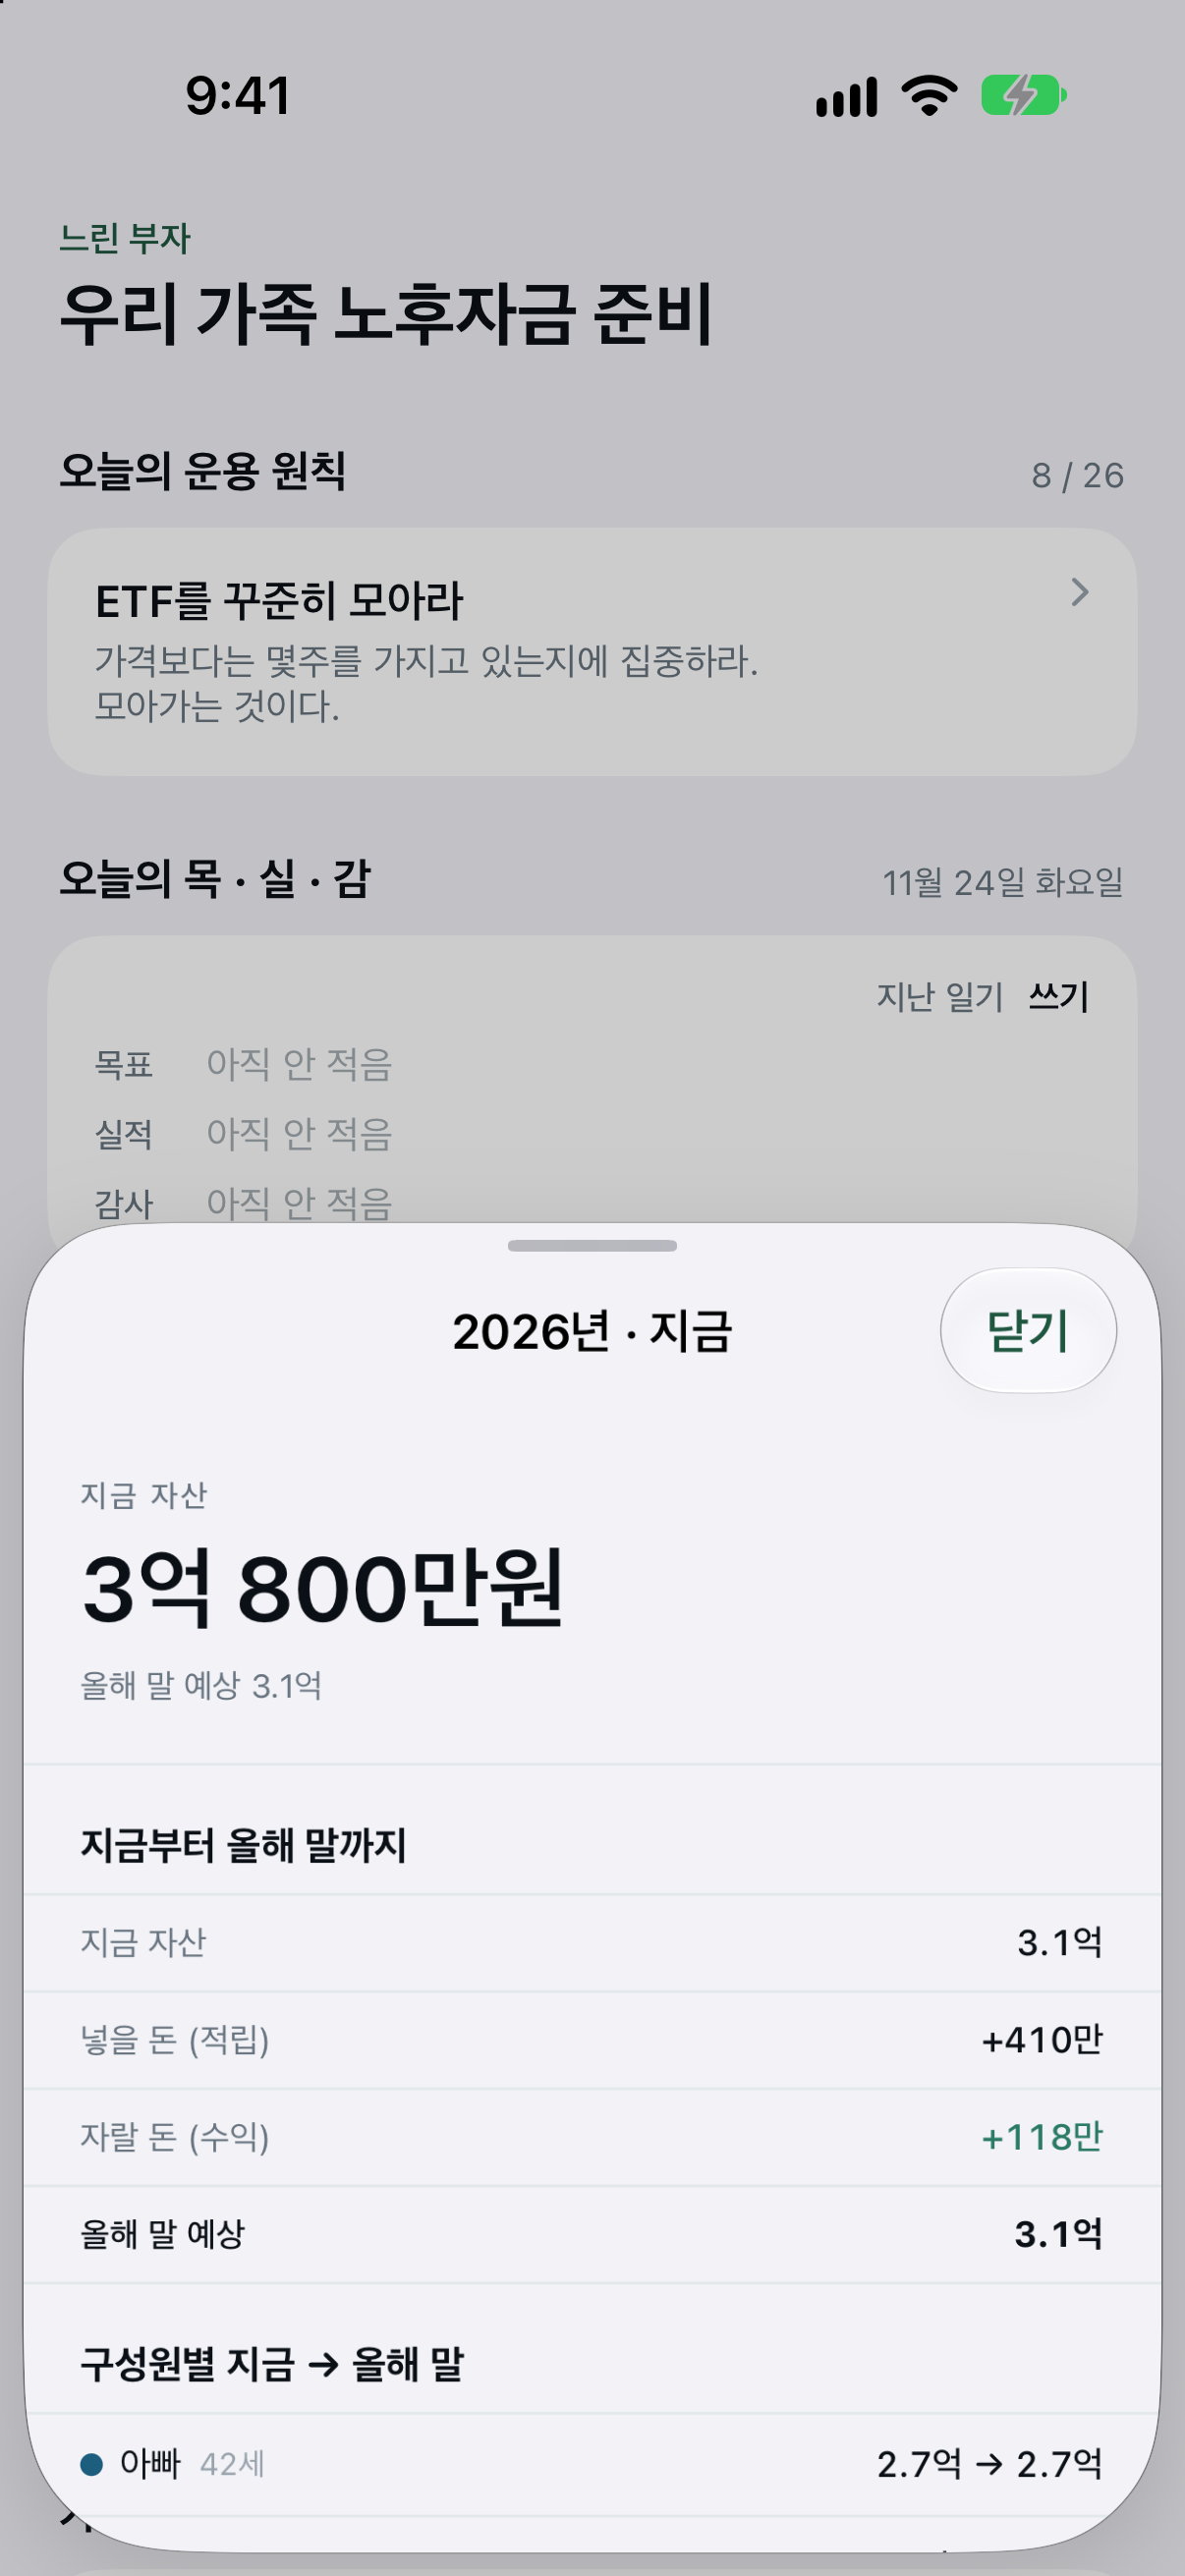 9:41
느린 부자
우리 가족 노후자금 준비
오늘의 운용 원칙
8 / 26
ETF를 꾸준히 모아라
가격보다는 몇주를 가지고 있는지에 집중하라.
모아가는 것이다.
오늘의 목 · 실 · 감
11월 24일 화요일
지난 일기 쓰기
목표 아직 안 적음
실적 아직 안 적음
감사 아직 안 적음
2026년 · 지금
닫기
지금 자산
3억 800만원
올해 말 예상 3.1억
지금부터 올해 말까지
지금 자산 3.1억
넣을 돈 (적립) +410만
자랄 돈 (수익) +118만
올해 말 예상 3.1억
구성원별 지금 → 올해 말
아빠 42세 2.7억 → 2.7억